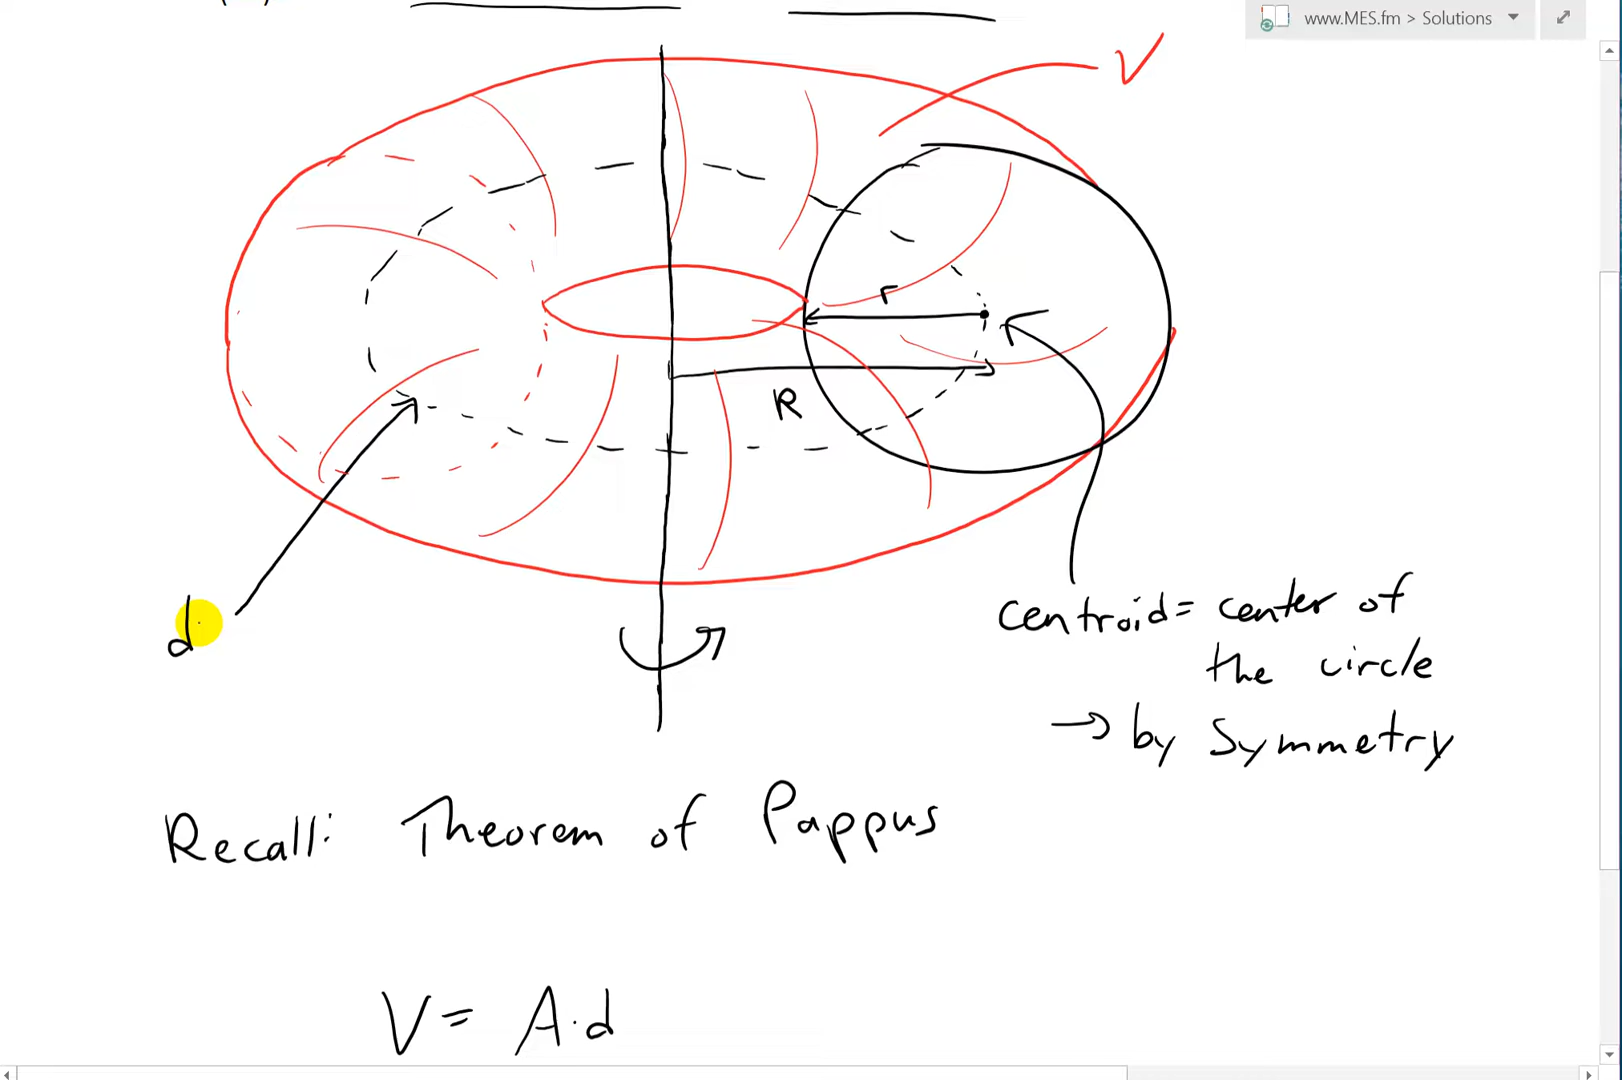 www.MES.fm > Solutions
V
r
R
d
centroid = center of
the circle
→ by Symmetry
Recall: Theorem of Pappus
V = A·d